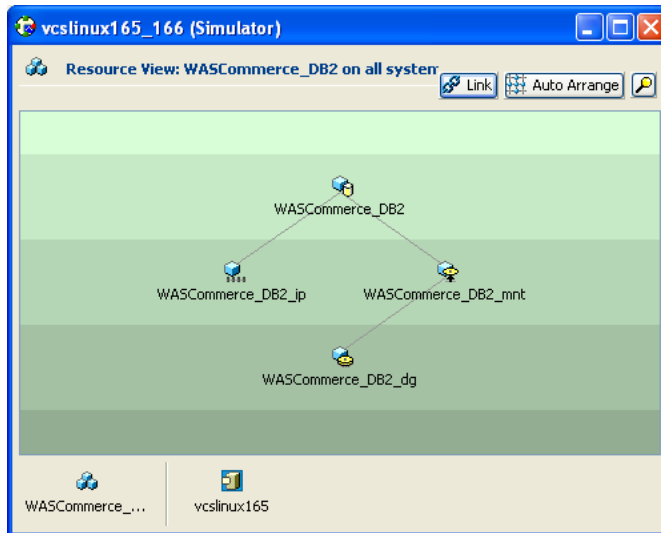 vcslinux165_166 (Simulator)
Resource View: WASCommerce_DB2 on all system
Link
Auto Arrange
WASCommerce_DB2
WASCommerce_DB2_ip
WASCommerce_DB2_mnt
WASCommerce_DB2_dg
WASCommerce_...
vcslinux165